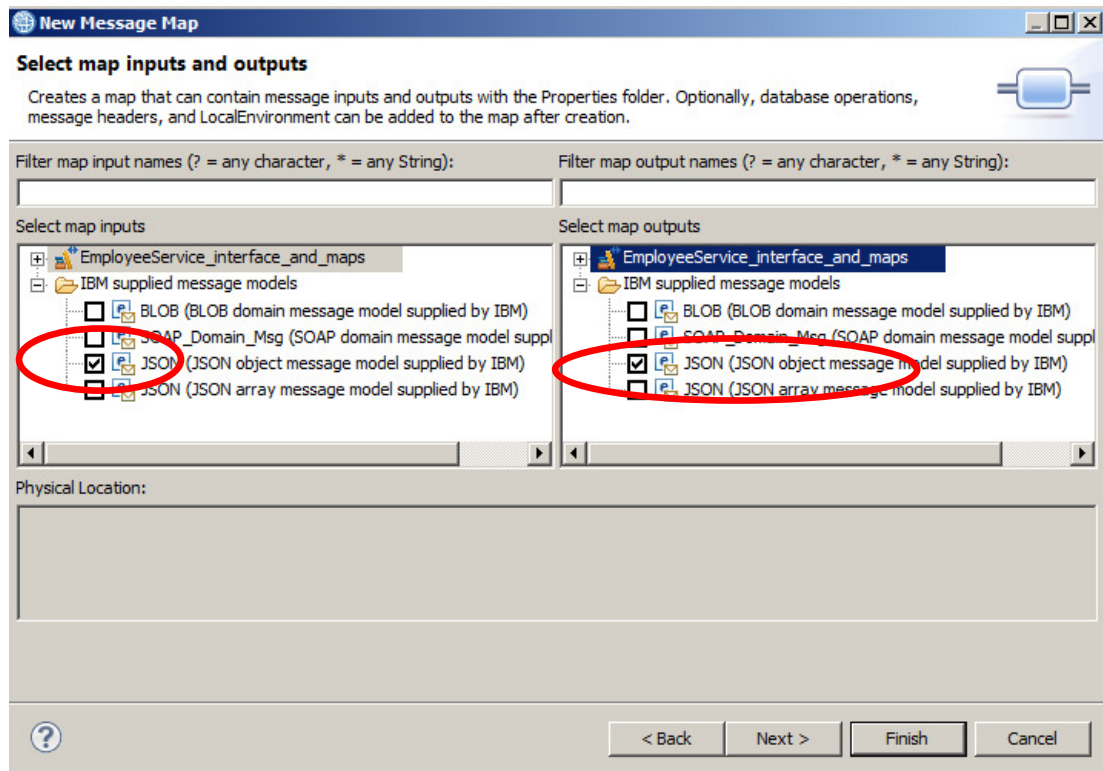 New Message Map
Select map inputs and outputs
Creates a map that can contain message inputs and outputs with the Properties folder. Optionally, database operations,
message headers, and LocalEnvironment can be added to the map after creation.
Filter map input names (? = any character, * = any String):
Filter map output names (? = any character, * = any String):
Select map inputs
Select map outputs
EmployeeService_interface_and_maps
IBM supplied message models
BLOB (BLOB domain message model supplied by IBM)
SOAP_Domain_Msg (SOAP domain message model suppl
JSON (JSON object message model supplied by IBM)
JSON (JSON array message model supplied by IBM)
EmployeeService_interface_and_maps
IBM supplied message models
BLOB (BLOB domain message model supplied by IBM)
SOAP_Domain_Msg (SOAP domain message model suppl
JSON (JSON object message model supplied by IBM)
JSON (JSON array message model supplied by IBM)
Physical Location:
< Back
Next >
Finish
Cancel